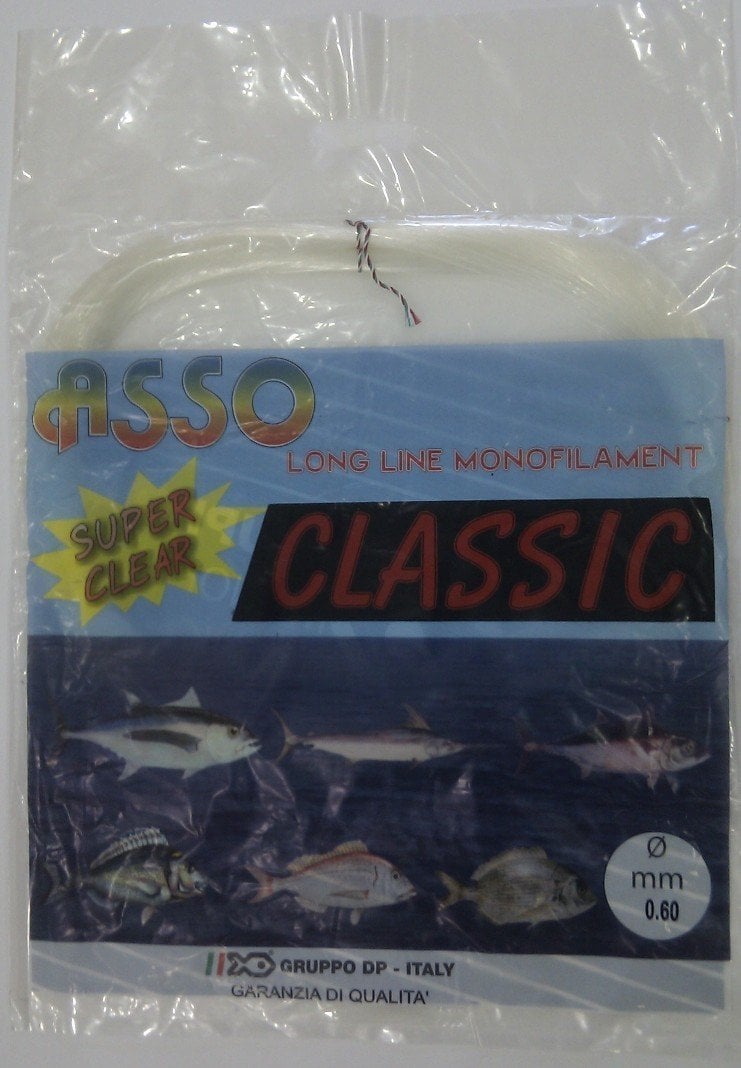 ASSO
LONG LINE MONOFILAMENT
SUPER
CLEAR
CLASSIC
Ø
mm
0.60
GRUPPO DP - ITALY
GARANZIA DI QUALITA'